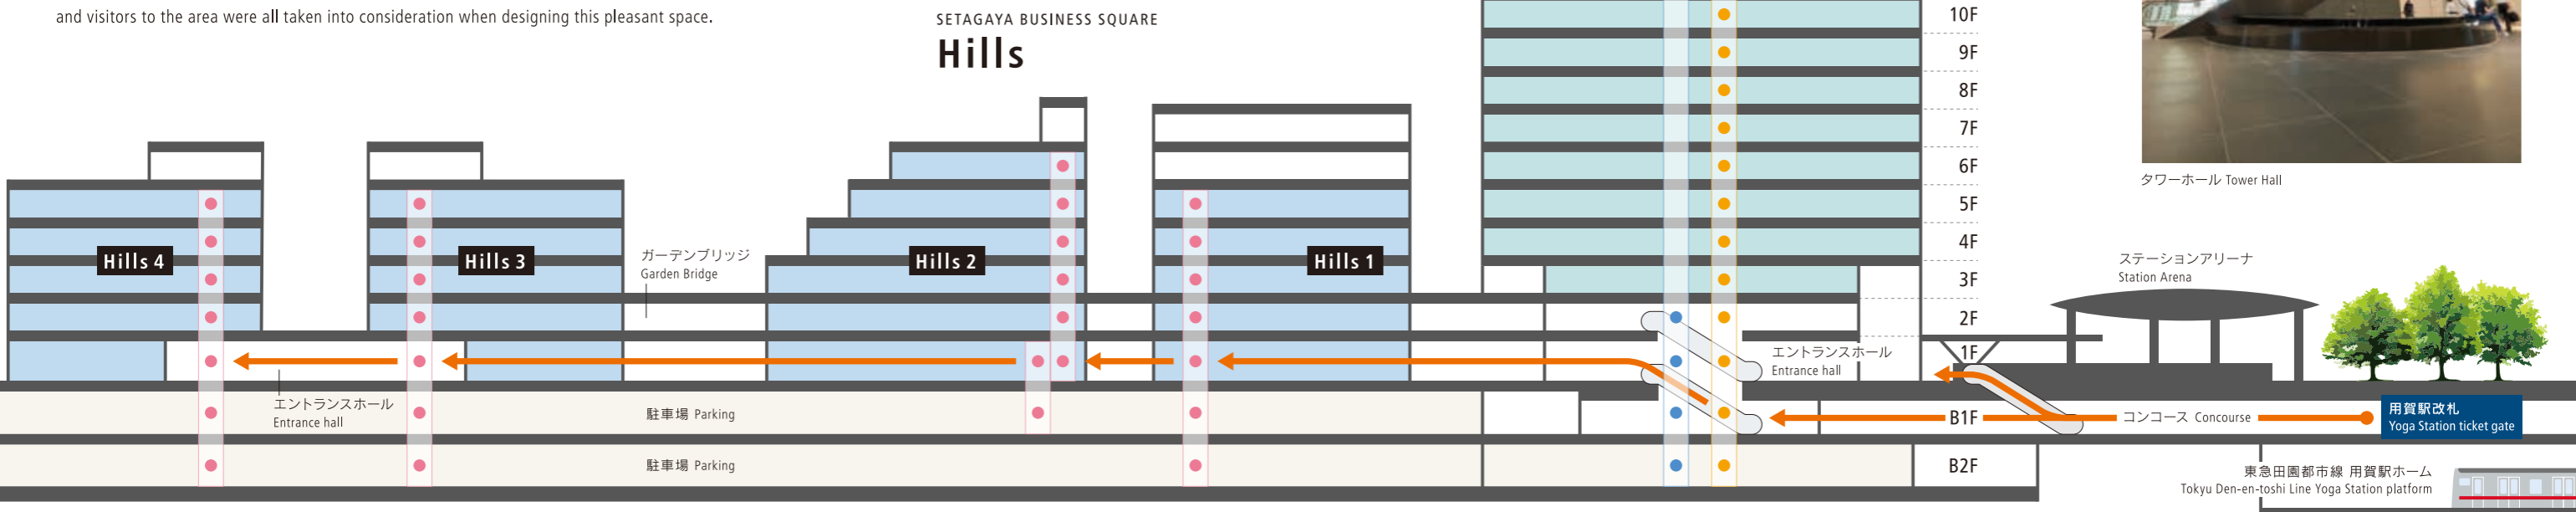 and visitors to the area were all taken into consideration when designing this pleasant space.
SETAGAYA BUSINESS SQUARE
Hills
10F
9F
8F
7F
6F
5F
4F
3F
2F
1F
B1F
B2F
タワーホール Tower Hall
Hills 4
Hills 3
ガーデンブリッジ
Garden Bridge
Hills 2
Hills 1
ステーションアリーナ
Station Arena
エントランスホール
Entrance hall
エントランスホール
Entrance hall
駐車場 Parking
コンコース Concourse
用賀駅改札
Yoga Station ticket gate
駐車場 Parking
東急田園都市線 用賀駅ホーム
Tokyu Den-en-toshi Line Yoga Station platform